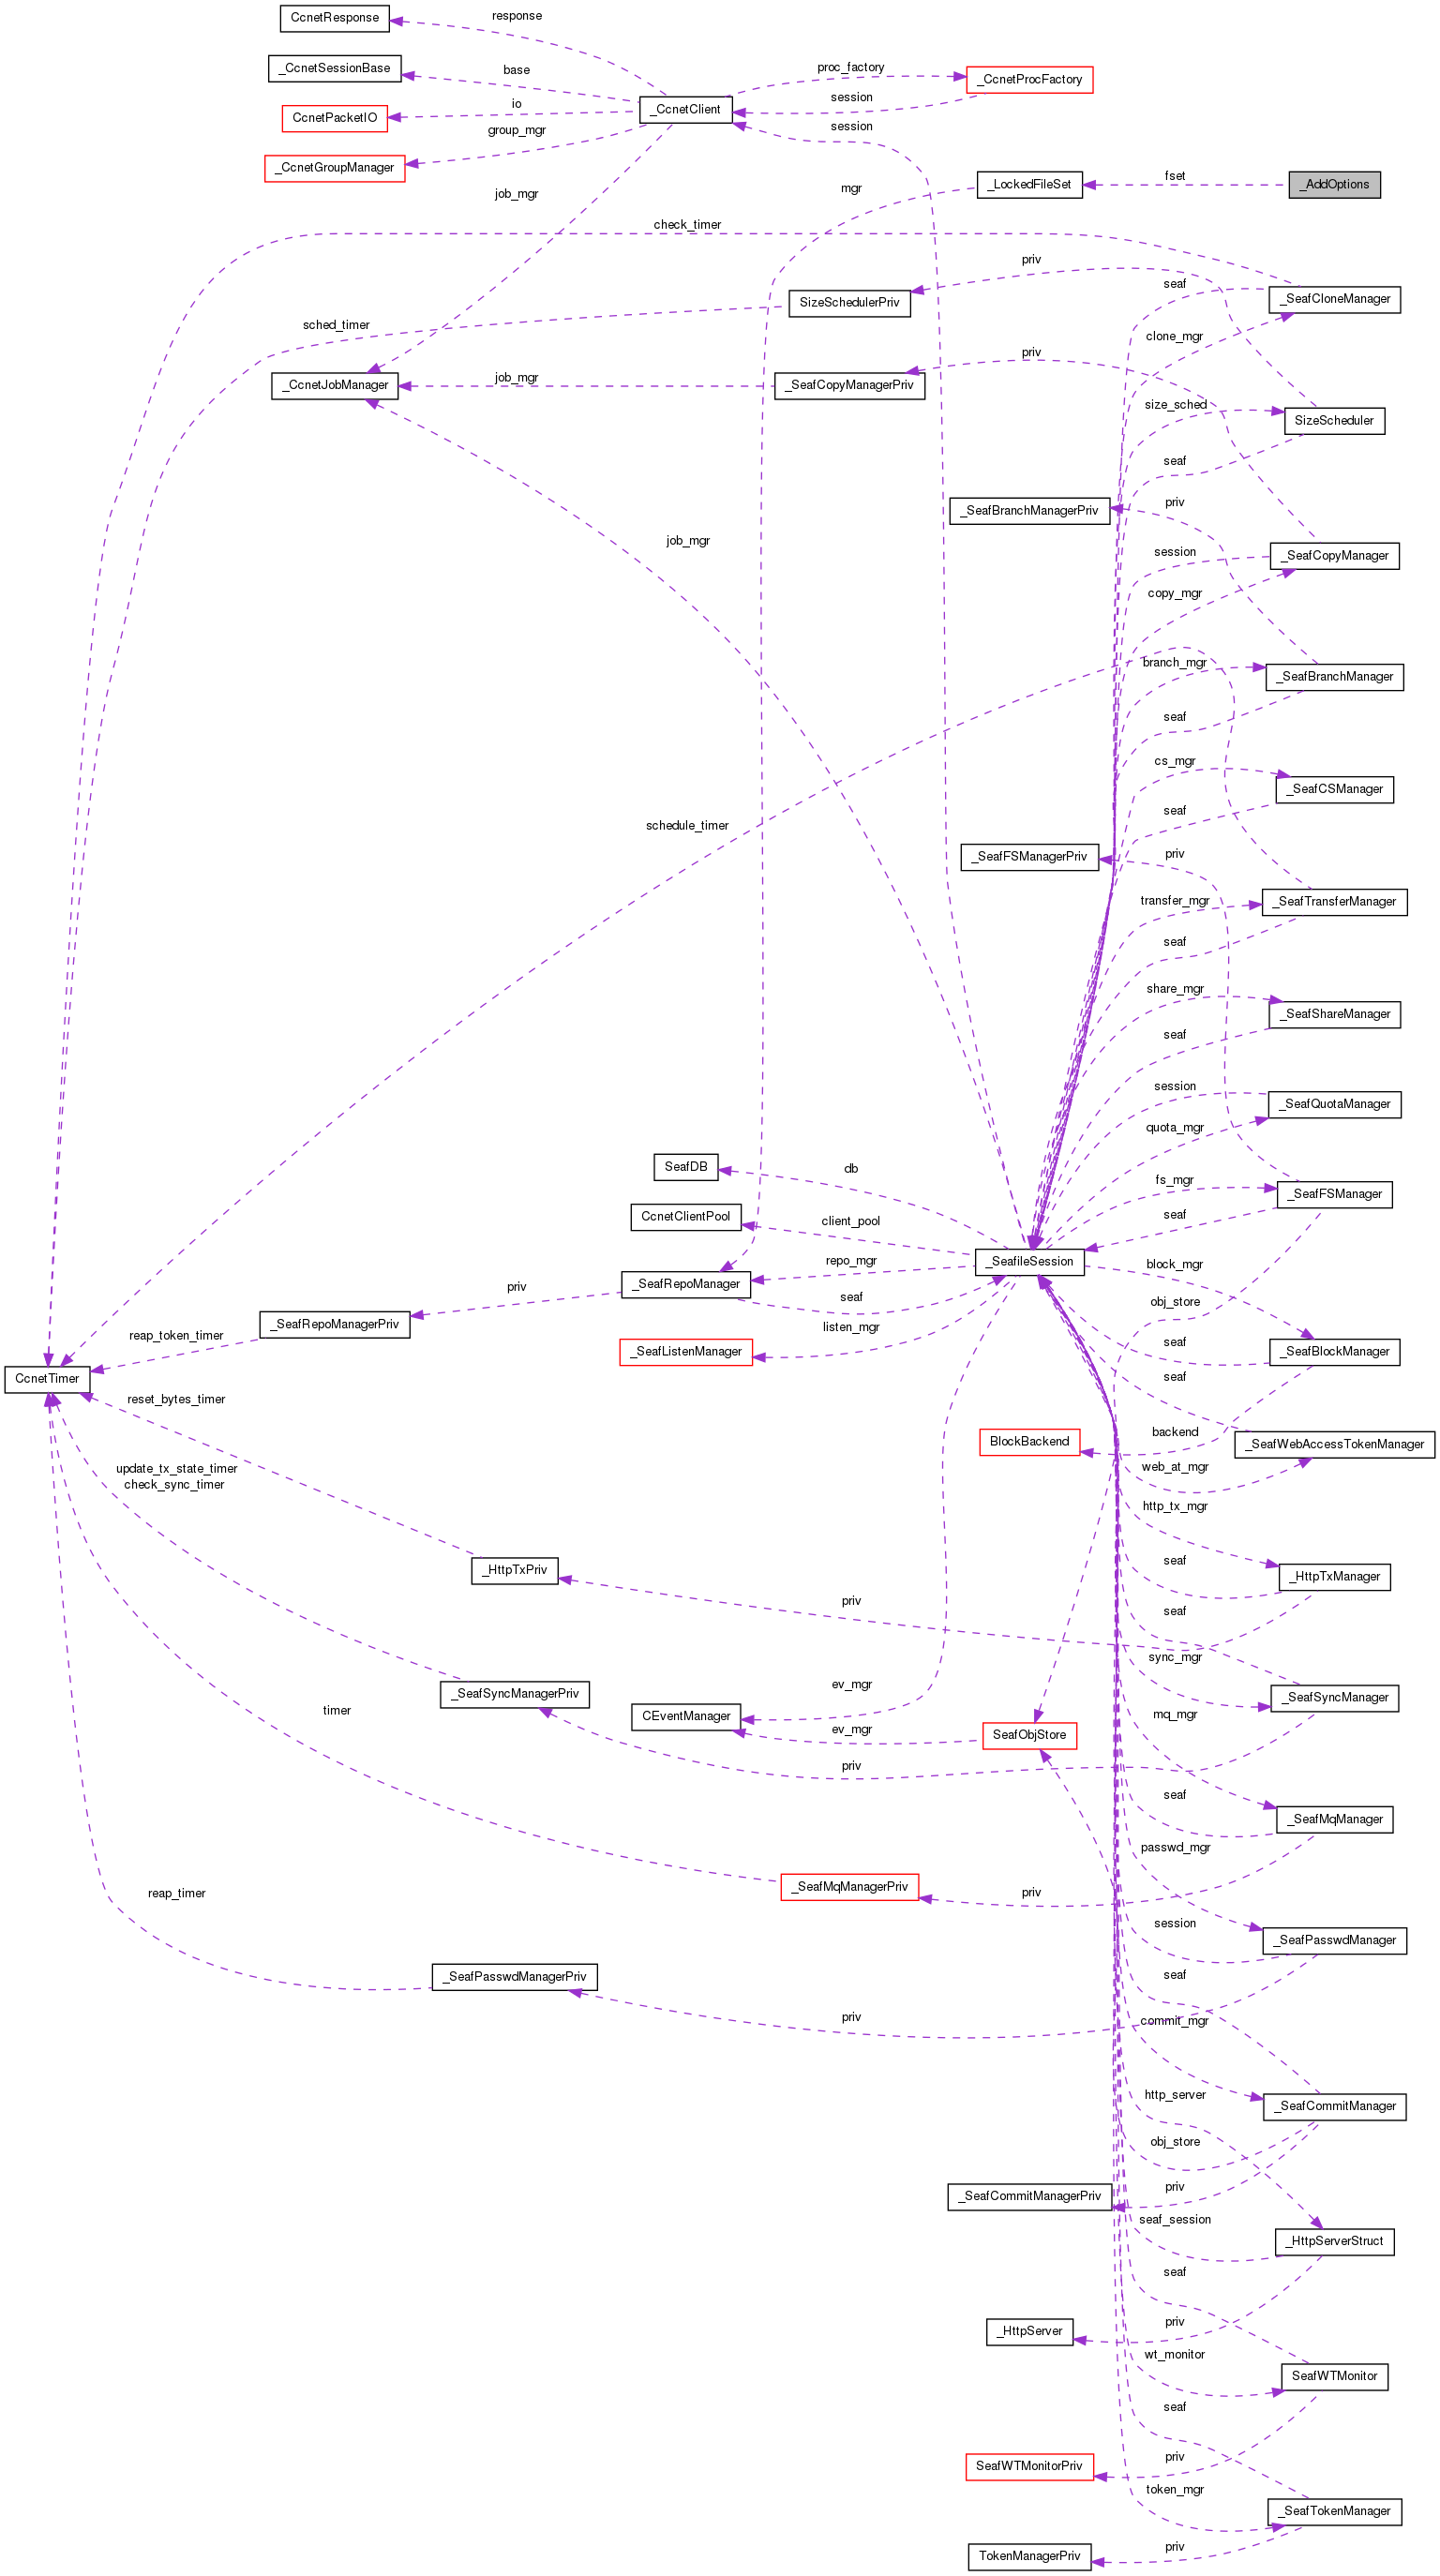 CcnetResponse
response
_CcnetSessionBase
base
proc_factory
_CcnetProcFactory
_CcnetClient
session
io
CcnetPacketIO
session
group_mgr
_CcnetGroupManager
fset
_AddOptions
_LockedFileSet
mgr
job_mgr
check_timer
priv
seaf
_SeafCloneManager
SizeSchedulerPriv
sched_timer
clone_mgr
priv
job_mgr
_CcnetJobManager
_SeafCopyManagerPriv
size_sched
SizeScheduler
seaf
priv
_SeafBranchManagerPriv
job_mgr
session
_SeafCopyManager
copy_mgr
branch_mgr
_SeafBranchManager
seaf
cs_mgr
_SeafCSManager
seaf
schedule_timer
priv
_SeafFSManagerPriv
transfer_mgr
_SeafTransferManager
seaf
share_mgr
_SeafShareManager
seaf
session
_SeafQuotaManager
quota_mgr
SeafDB
db
fs_mgr
_SeafFSManager
CcnetClientPool
client_pool
seaf
_SeafileSession
repo_mgr
block_mgr
_SeafRepoManager
priv
seaf
obj_store
_SeafRepoManagerPriv
reap_token_timer
listen_mgr
_SeafListenManager
seaf
_SeafBlockManager
CcnetTimer
seaf
reset_bytes_timer
backend
BlockBackend
_SeafWebAccessTokenManager
web_at_mgr
update_tx_state_timer
check_sync_timer
http_tx_mgr
_HttpTxPriv
seaf
_HttpTxManager
priv
seaf
sync_mgr
ev_mgr
_SeafSyncManagerPriv
_SeafSyncManager
timer
CEventManager
mq_mgr
ev_mgr
SeafObjStore
priv
seaf
_SeafMqManager
passwd_mgr
reap_timer
_SeafMqManagerPriv
priv
session
_SeafPasswdManager
_SeafPasswdManagerPriv
seaf
priv
commit_mgr
http_server
_SeafCommitManager
obj_store
priv
_SeafCommitManagerPriv
seaf_session
_HttpServerStruct
seaf
priv
_HttpServer
wt_monitor
SeafWTMonitor
seaf
priv
SeafWTMonitorPriv
token_mgr
_SeafTokenManager
priv
TokenManagerPriv